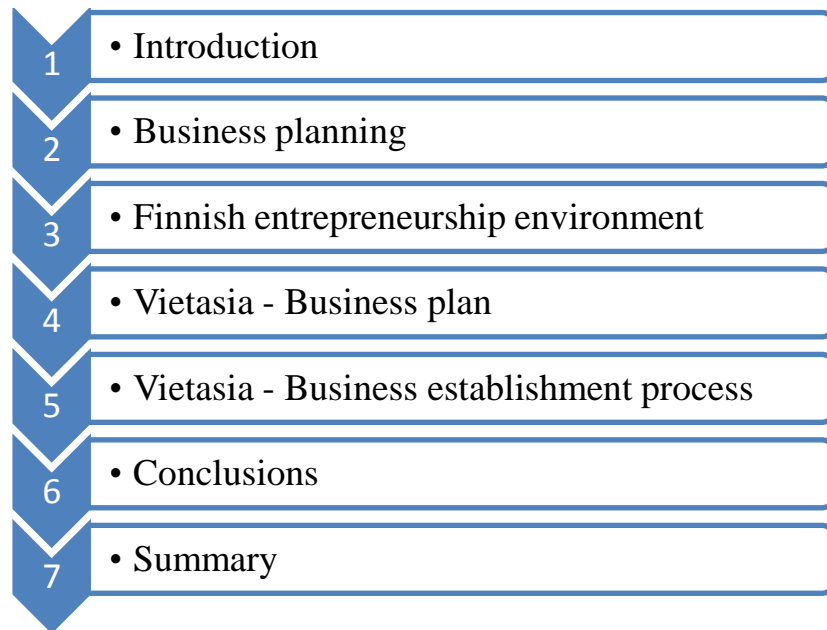 1 • Introduction
2 • Business planning
3 • Finnish entrepreneurship environment
4 • Vietasia - Business plan
5 • Vietasia - Business establishment process
6 • Conclusions
7 • Summary